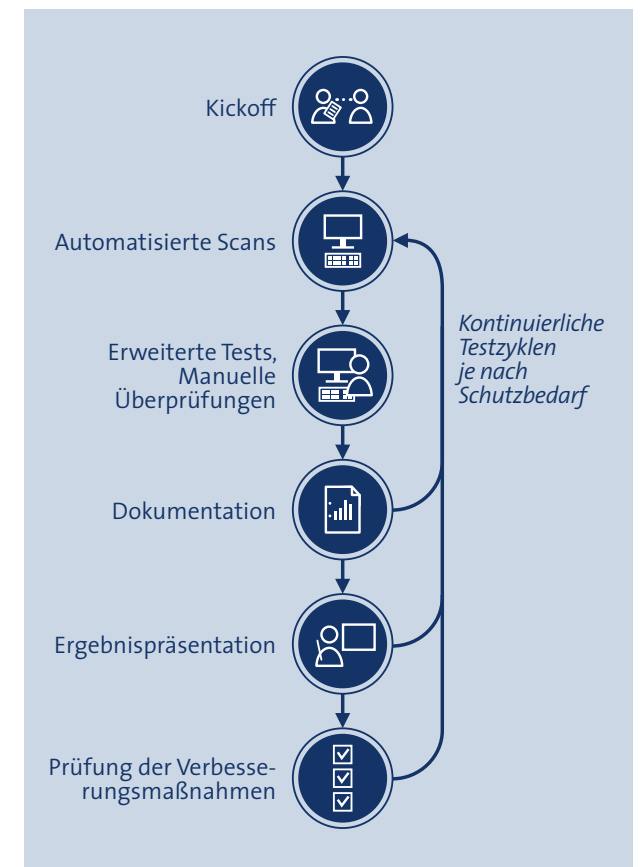 Kickoff
Automatisierte Scans
Kontinuierliche
Testzyklen
je nach
Schutzbedarf
Erweiterte Tests,
Manuelle
Überprüfungen
Dokumentation
Ergebnispräsentation
Prüfung der Verbesse-
rungsmaßnahmen